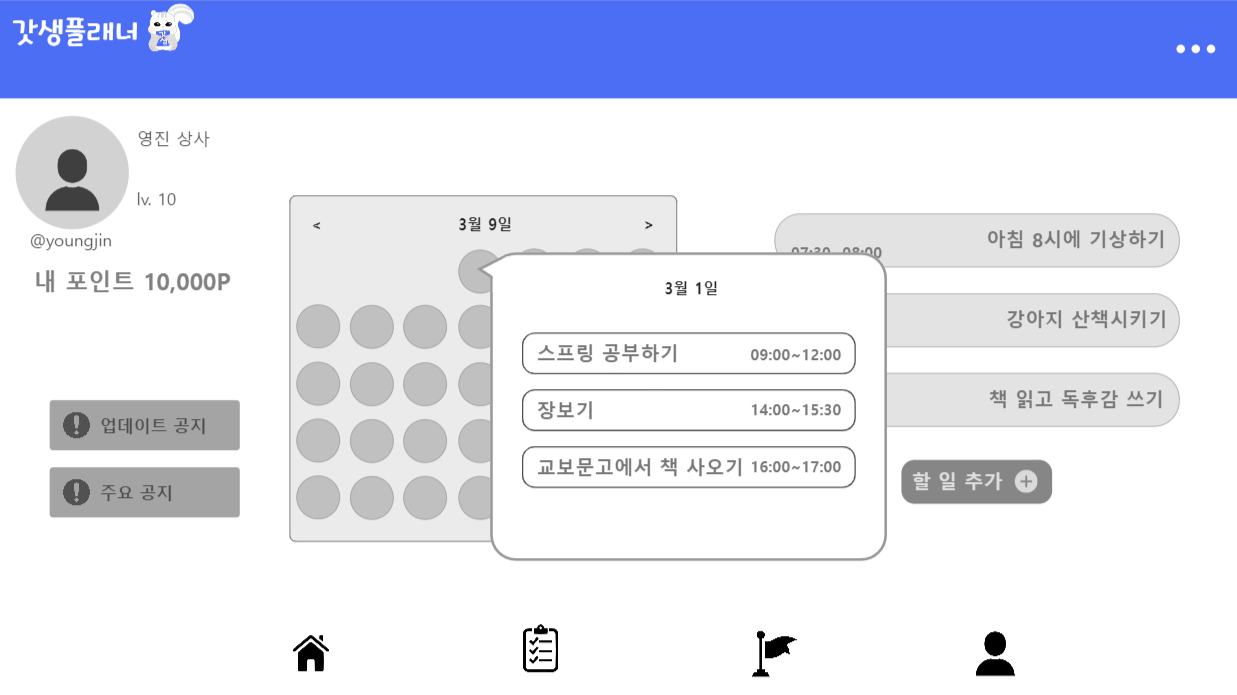 갓생플래너
영진 상사
lv. 10
@youngjin
내 포인트 10,000P
업데이트 공지
주요 공지
< 3월 9일 >
3월 1일
스프링 공부하기 09:00~12:00
장보기 14:00~15:30
교보문고에서 책 사오기 16:00~17:00
07:30~08:00 아침 8시에 기상하기
강아지 산책시키기
책 읽고 독후감 쓰기
할 일 추가